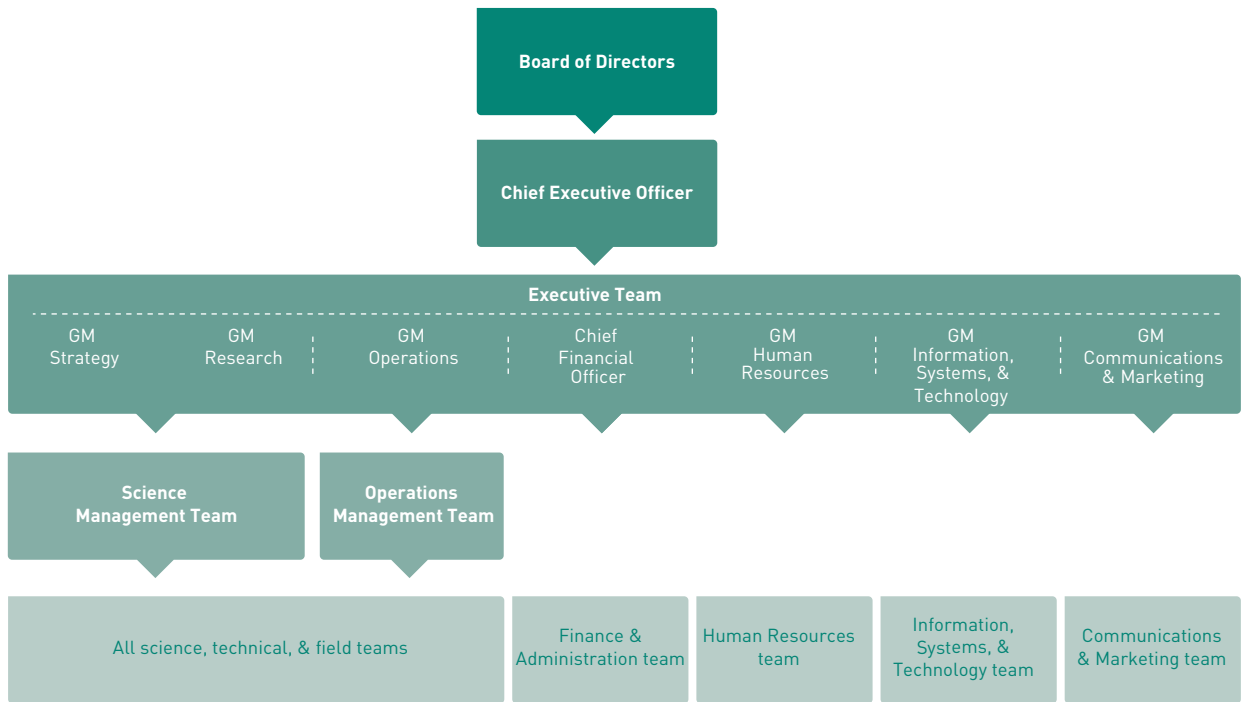 Board of Directors
Chief Executive Officer
Executive Team
GM
Strategy
GM
Research
GM
Operations
Chief
Financial
Officer
GM
Human
Resources
GM
Information,
Systems, &
Technology
GM
Communications
& Marketing
Science
Management Team
Operations
Management Team
All science, technical, & field teams
Finance &
Administration team
Human Resources
team
Information,
Systems, &
Technology team
Communications
& Marketing team